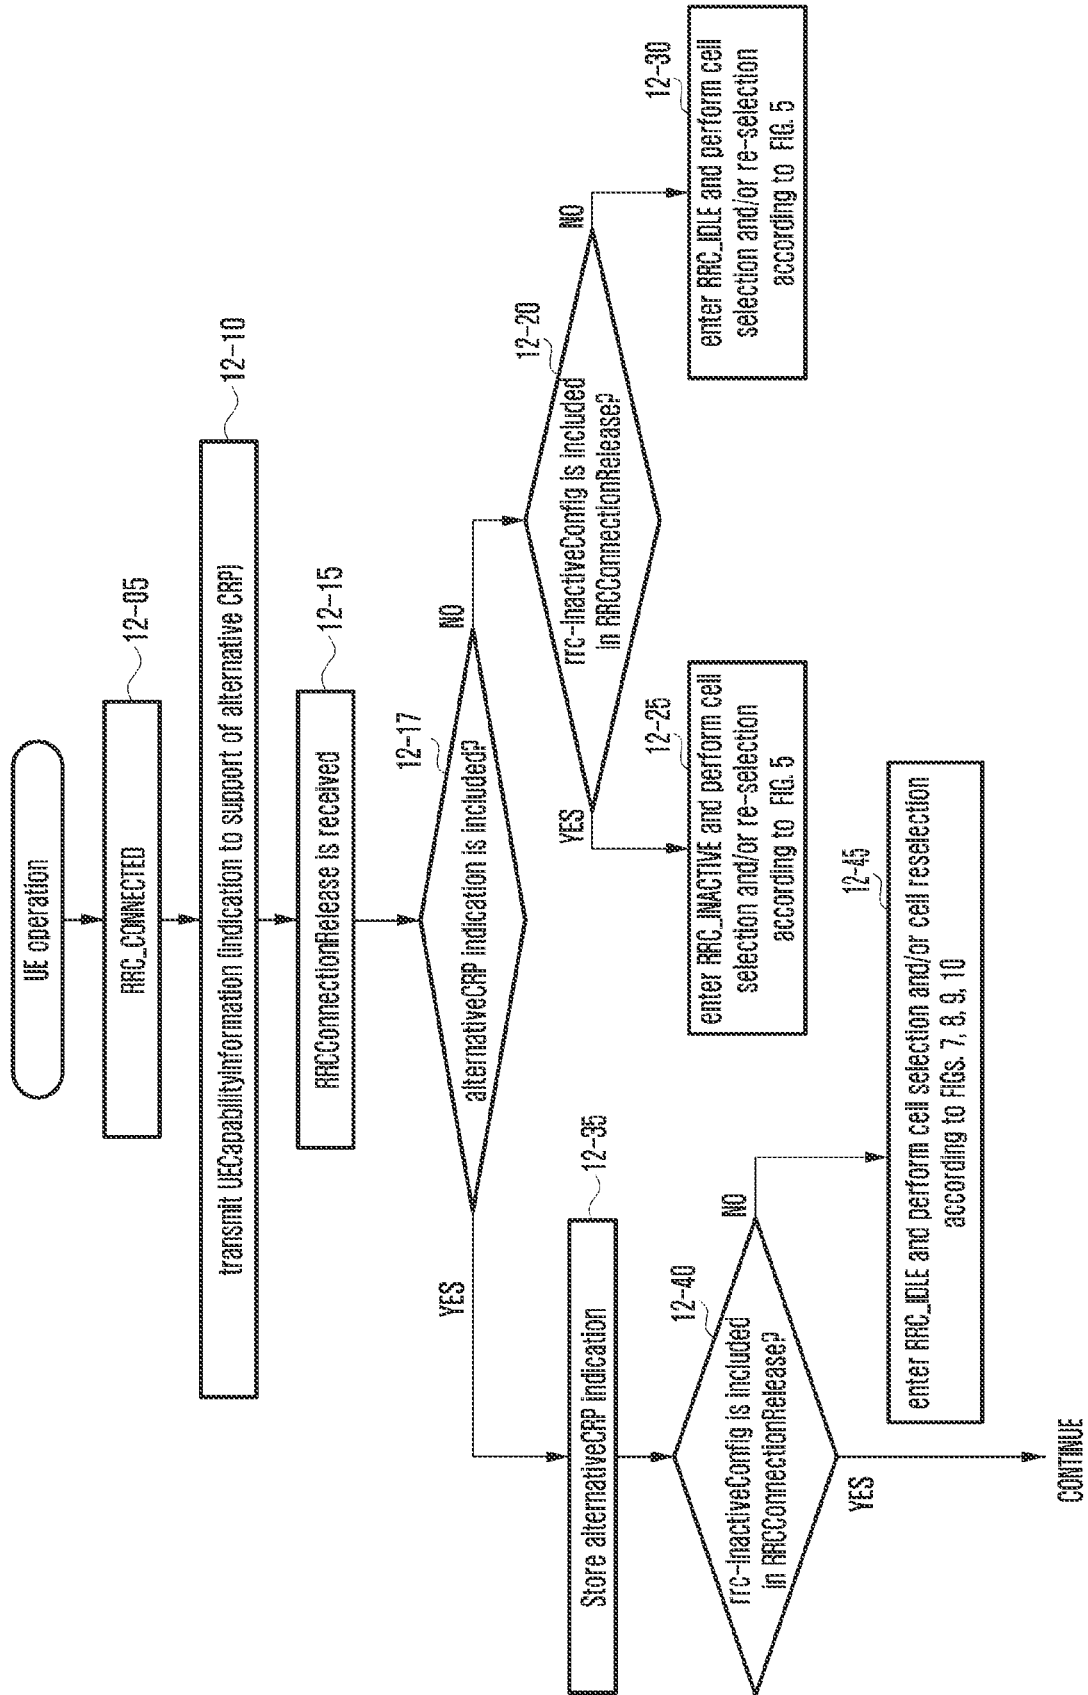 UE operation
RRC_CONNECTED
12-05
transmit UECapabilityInformation (indication to support of alternative CRP)
12-10
RRCConnectionRelease is received
12-15
alternativeCRP indication is included?
12-17
YES
NO
Store alternativeCRP indication
12-35
rrc-InactiveConfig is included
in RRCConnectionRelease?
12-40
NO
YES
enter RRC_IDLE and perform cell selection and/or cell reselection
according to FIGs. 7, 8, 9, 10
12-45
CONTINUE
rrc-InactiveConfig is included
in RRCConnectionRelease?
12-20
YES
NO
enter RRC_INACTIVE and perform cell
selection and/or re-selection
according to FIG. 5
12-25
enter RRC_IDLE and perform cell
selection and/or re-selection
according to FIG. 5
12-30